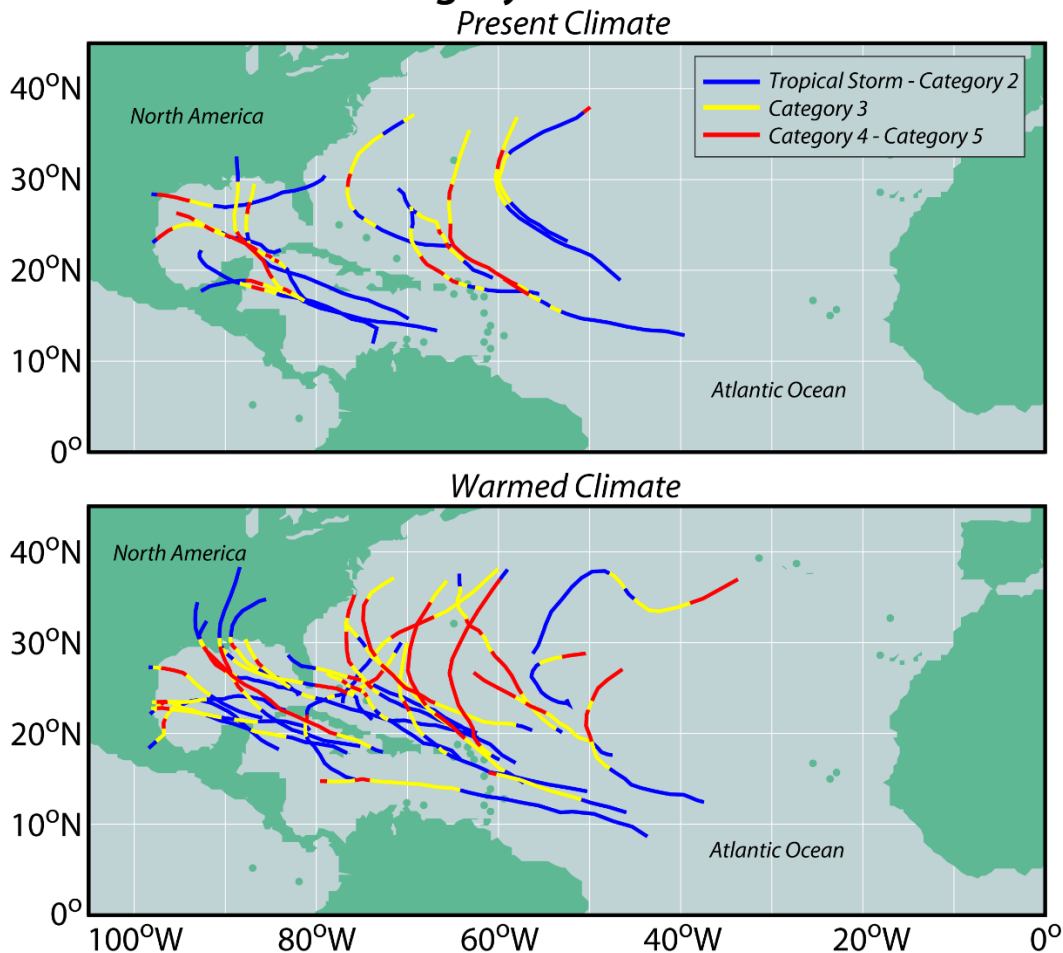 Present Climate
40°N
30°N
20°N
10°N
0°
North America
Atlantic Ocean
Tropical Storm - Category 2
Category 3
Category 4 - Category 5
Warmed Climate
40°N
30°N
20°N
10°N
0°
North America
Atlantic Ocean
100°W 80°W 60°W 40°W 20°W 0°